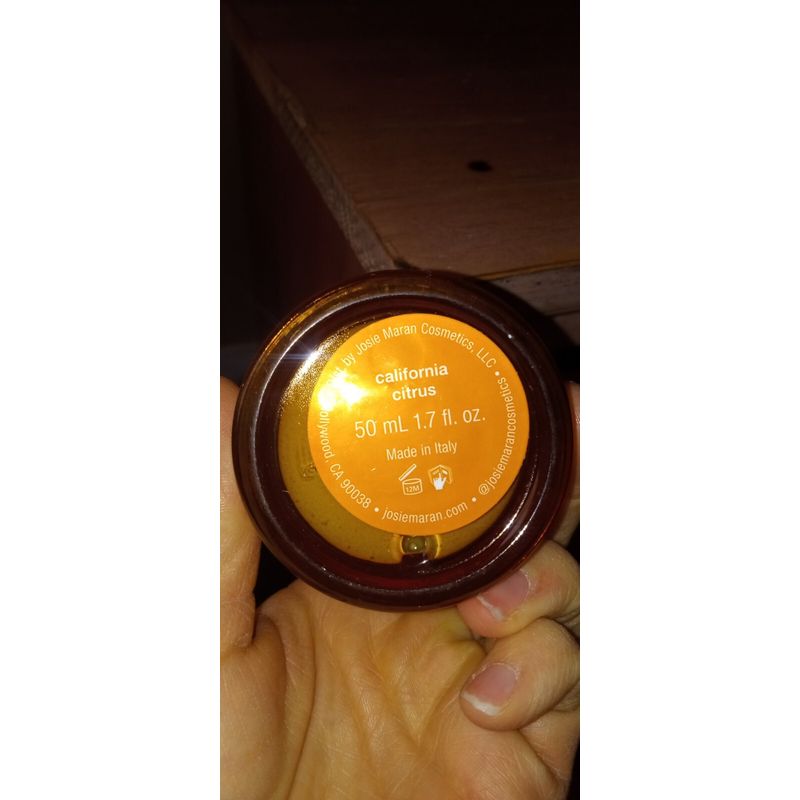 by Josie Maran Cosmetics, LLC •
california
citrus
50 mL 1.7 fl. oz.
Made in Italy
12M
CA 90038 • josiemaran.com • @josiemarancosmetics •